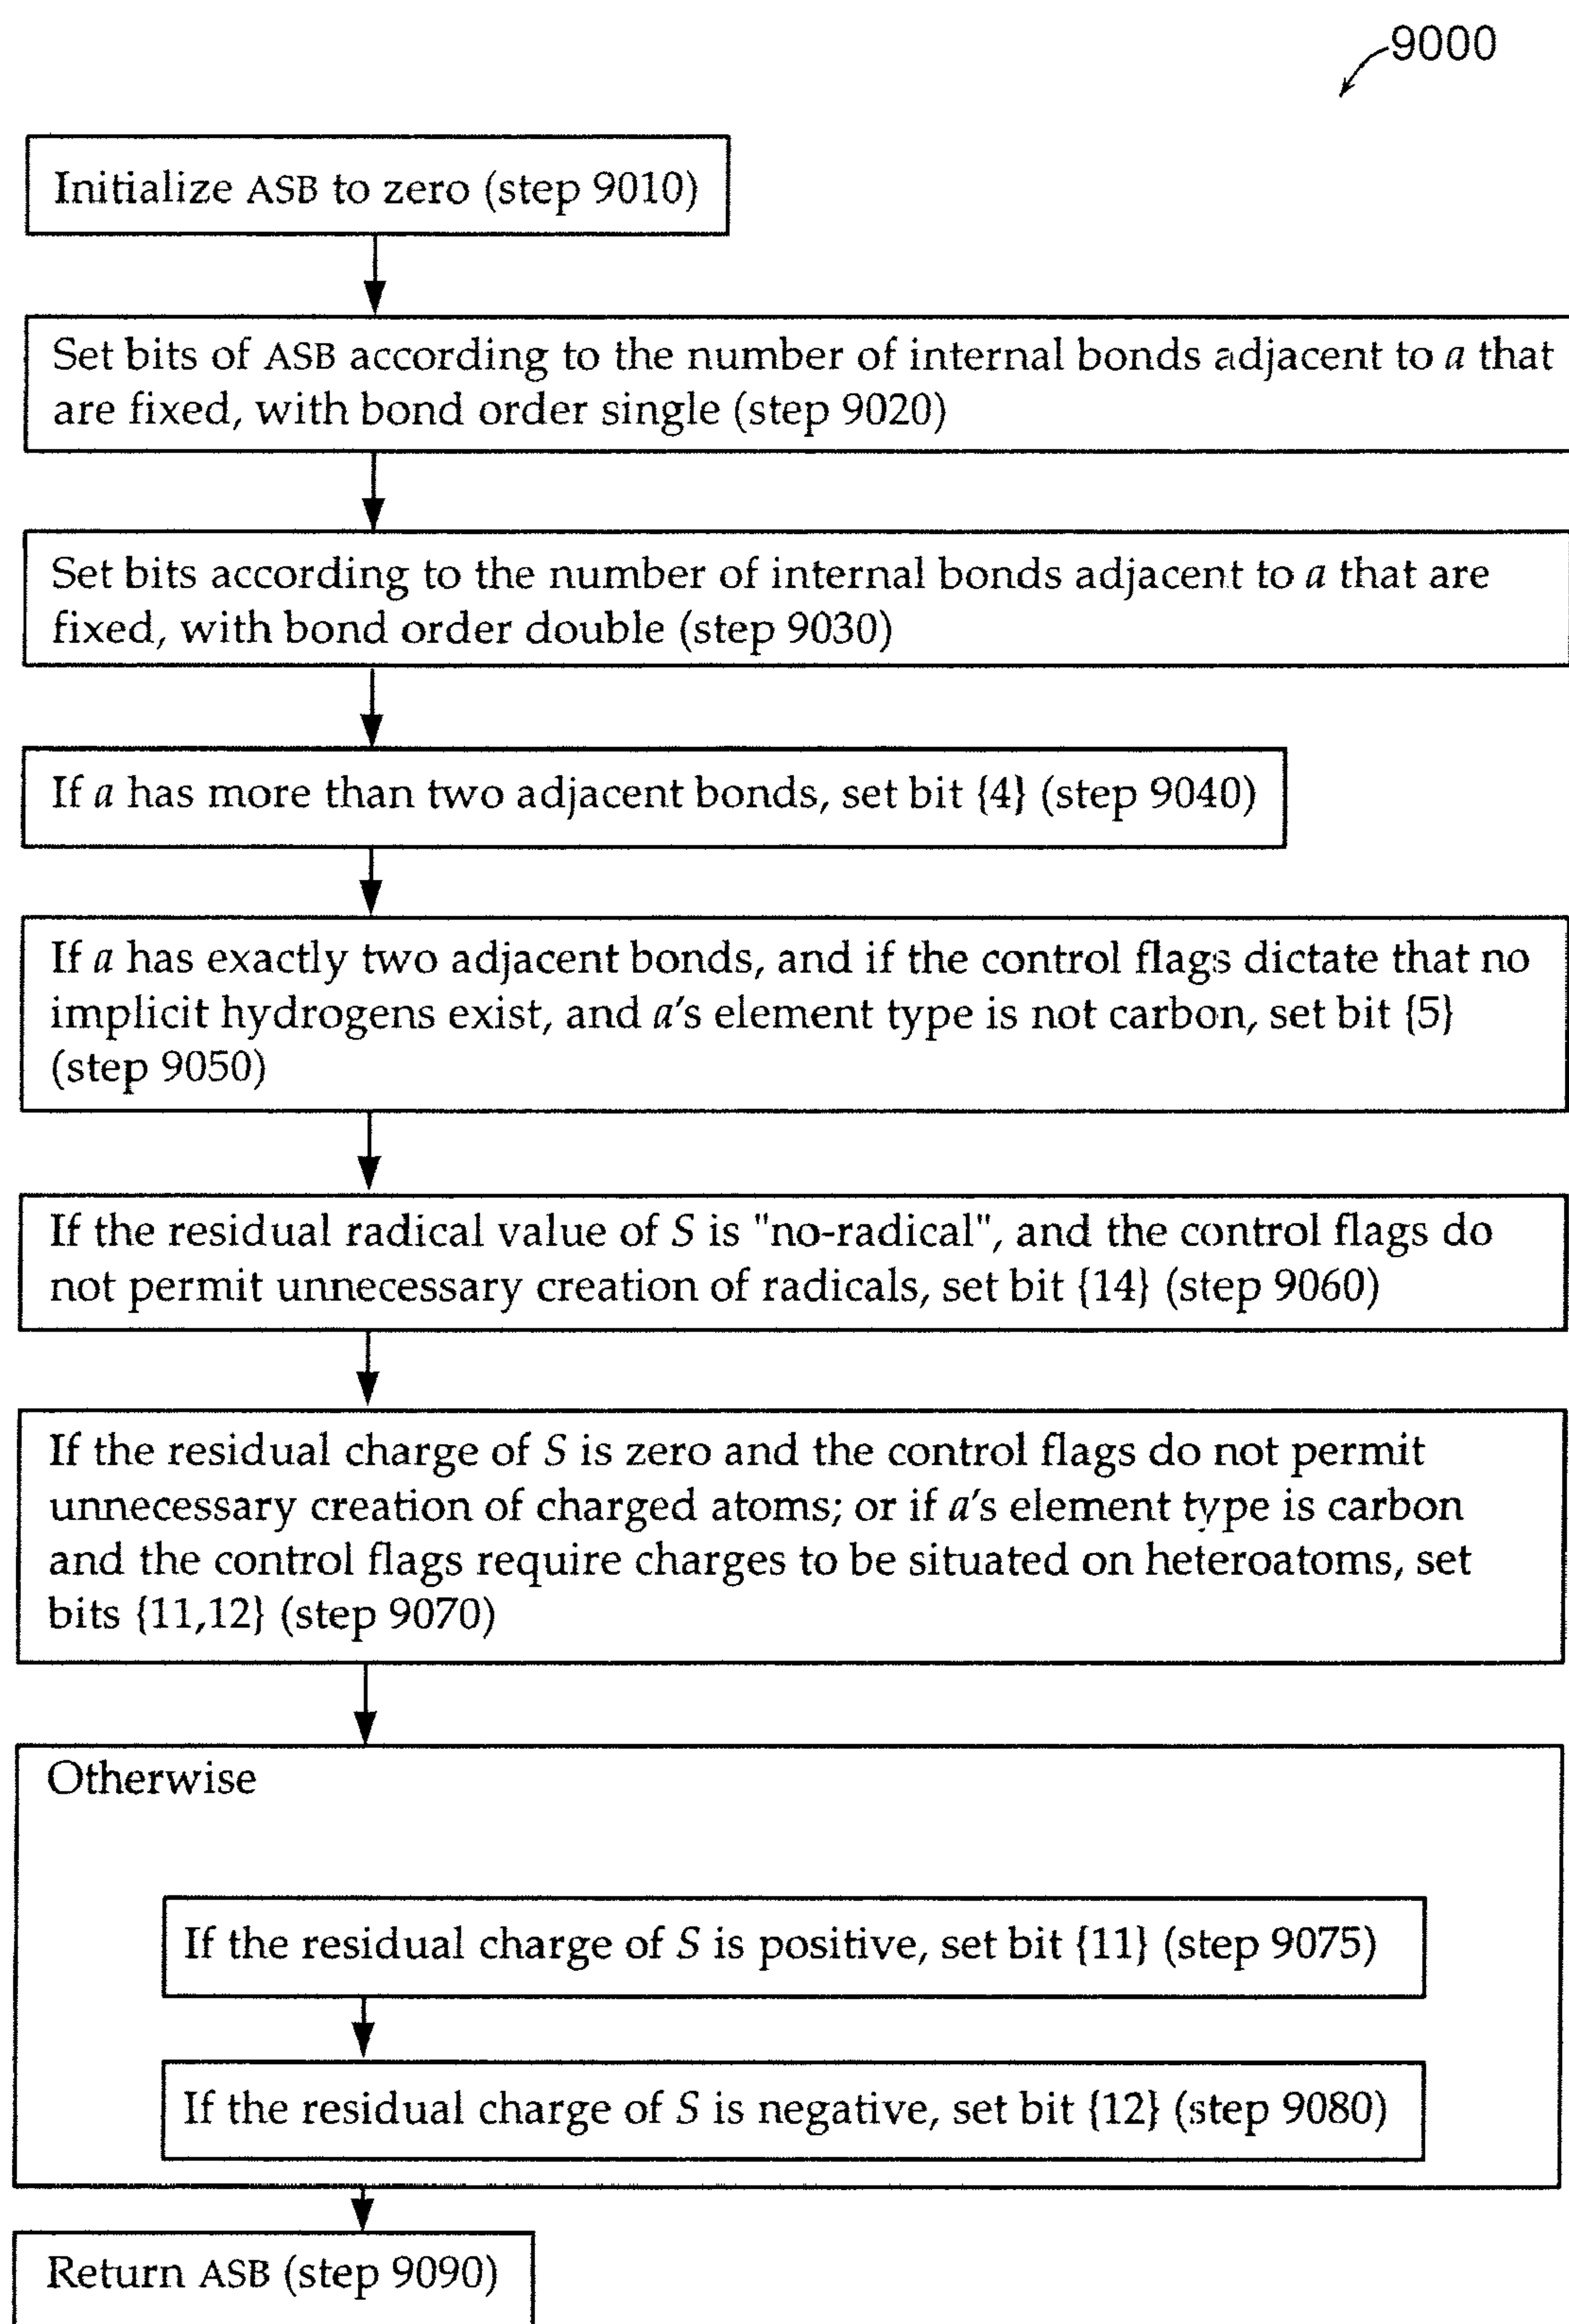 9000
Initialize ASB to zero (step 9010)
Set bits of ASB according to the number of internal bonds adjacent to a that
are fixed, with bond order single (step 9020)
Set bits according to the number of internal bonds adjacent to a that are
fixed, with bond order double (step 9030)
If a has more than two adjacent bonds, set bit {4} (step 9040)
If a has exactly two adjacent bonds, and if the control flags dictate that no
implicit hydrogens exist, and a's element type is not carbon, set bit {5}
(step 9050)
If the residual radical value of S is "no-radical", and the control flags do
not permit unnecessary creation of radicals, set bit {14} (step 9060)
If the residual charge of S is zero and the control flags do not permit
unnecessary creation of charged atoms; or if a's element type is carbon
and the control flags require charges to be situated on heteroatoms, set
bits {11,12} (step 9070)
Otherwise
If the residual charge of S is positive, set bit {11} (step 9075)
If the residual charge of S is negative, set bit {12} (step 9080)
Return ASB (step 9090)